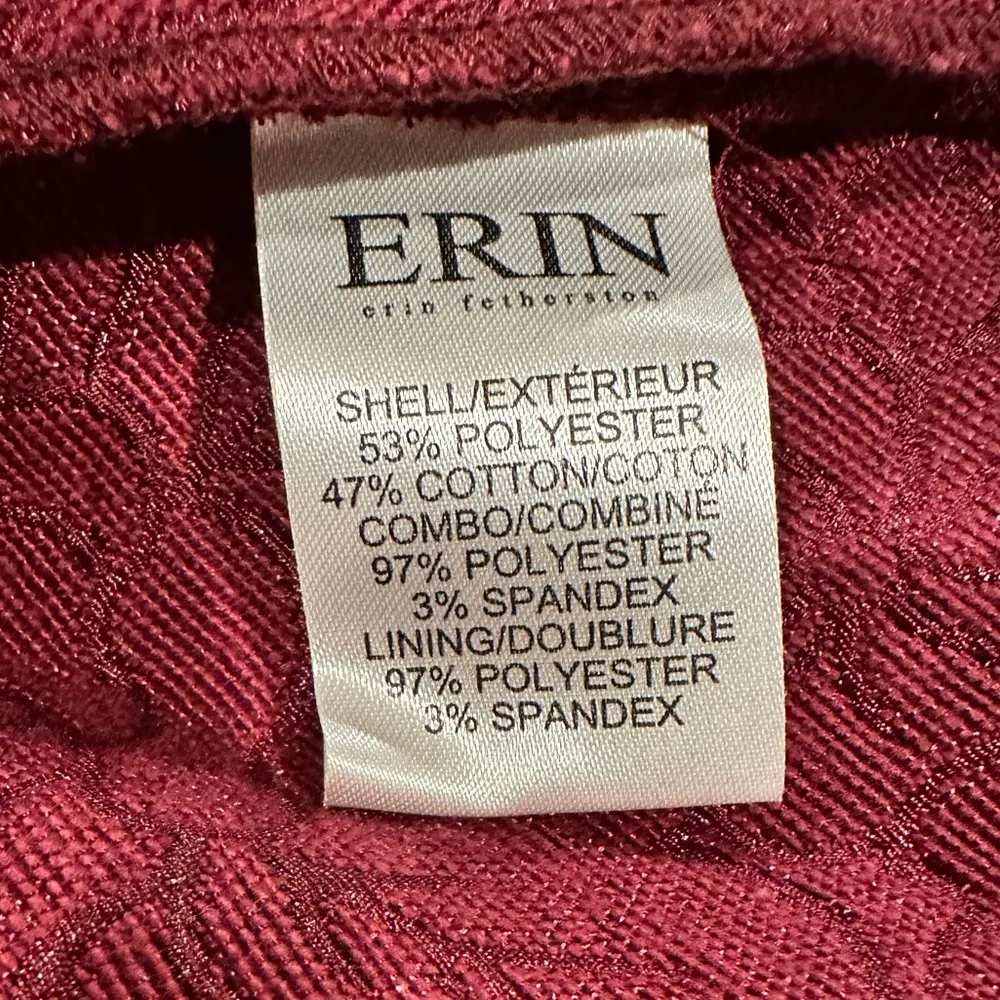 ERIN
erin fetherston
SHELL/EXTÉRIEUR
53% POLYESTER
47% COTTON/COTON
COMBO/COMBINÉ
97% POLYESTER
3% SPANDEX
LINING/DOUBLURE
97% POLYESTER
3% SPANDEX